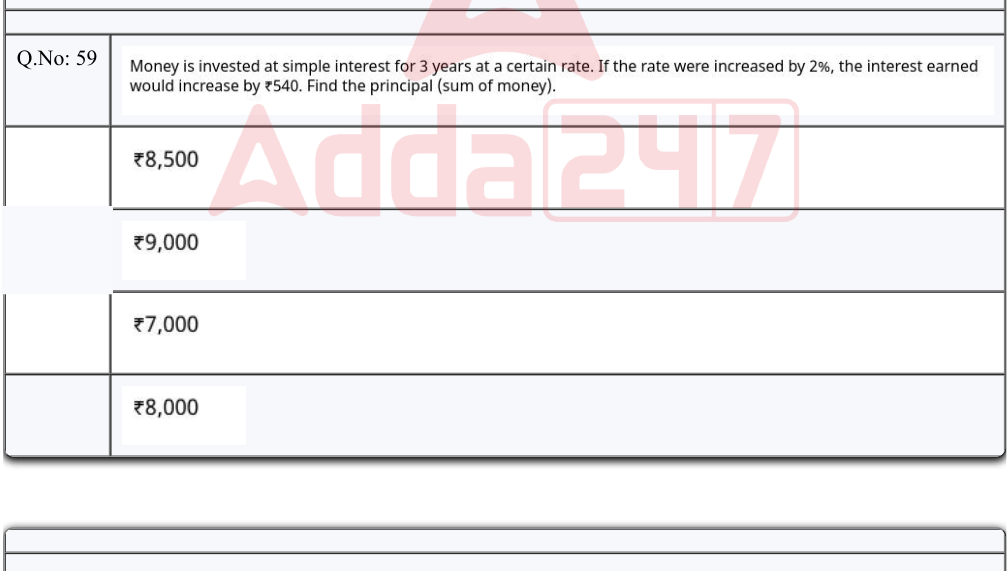 Q.No: 59
Money is invested at simple interest for 3 years at a certain rate. If the rate were increased by 2%, the interest earned
would increase by ₹540. Find the principal (sum of money).
Adda247
₹8,500
₹9,000
₹7,000
₹8,000